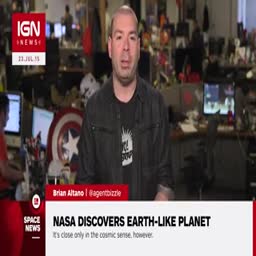 IGN
NEWS
23.JUL.15
Brian Altano | @agentbizzle
SPACE NEWS
NASA DISCOVERS EARTH-LIKE PLANET
It's close only in the cosmic sense, however.